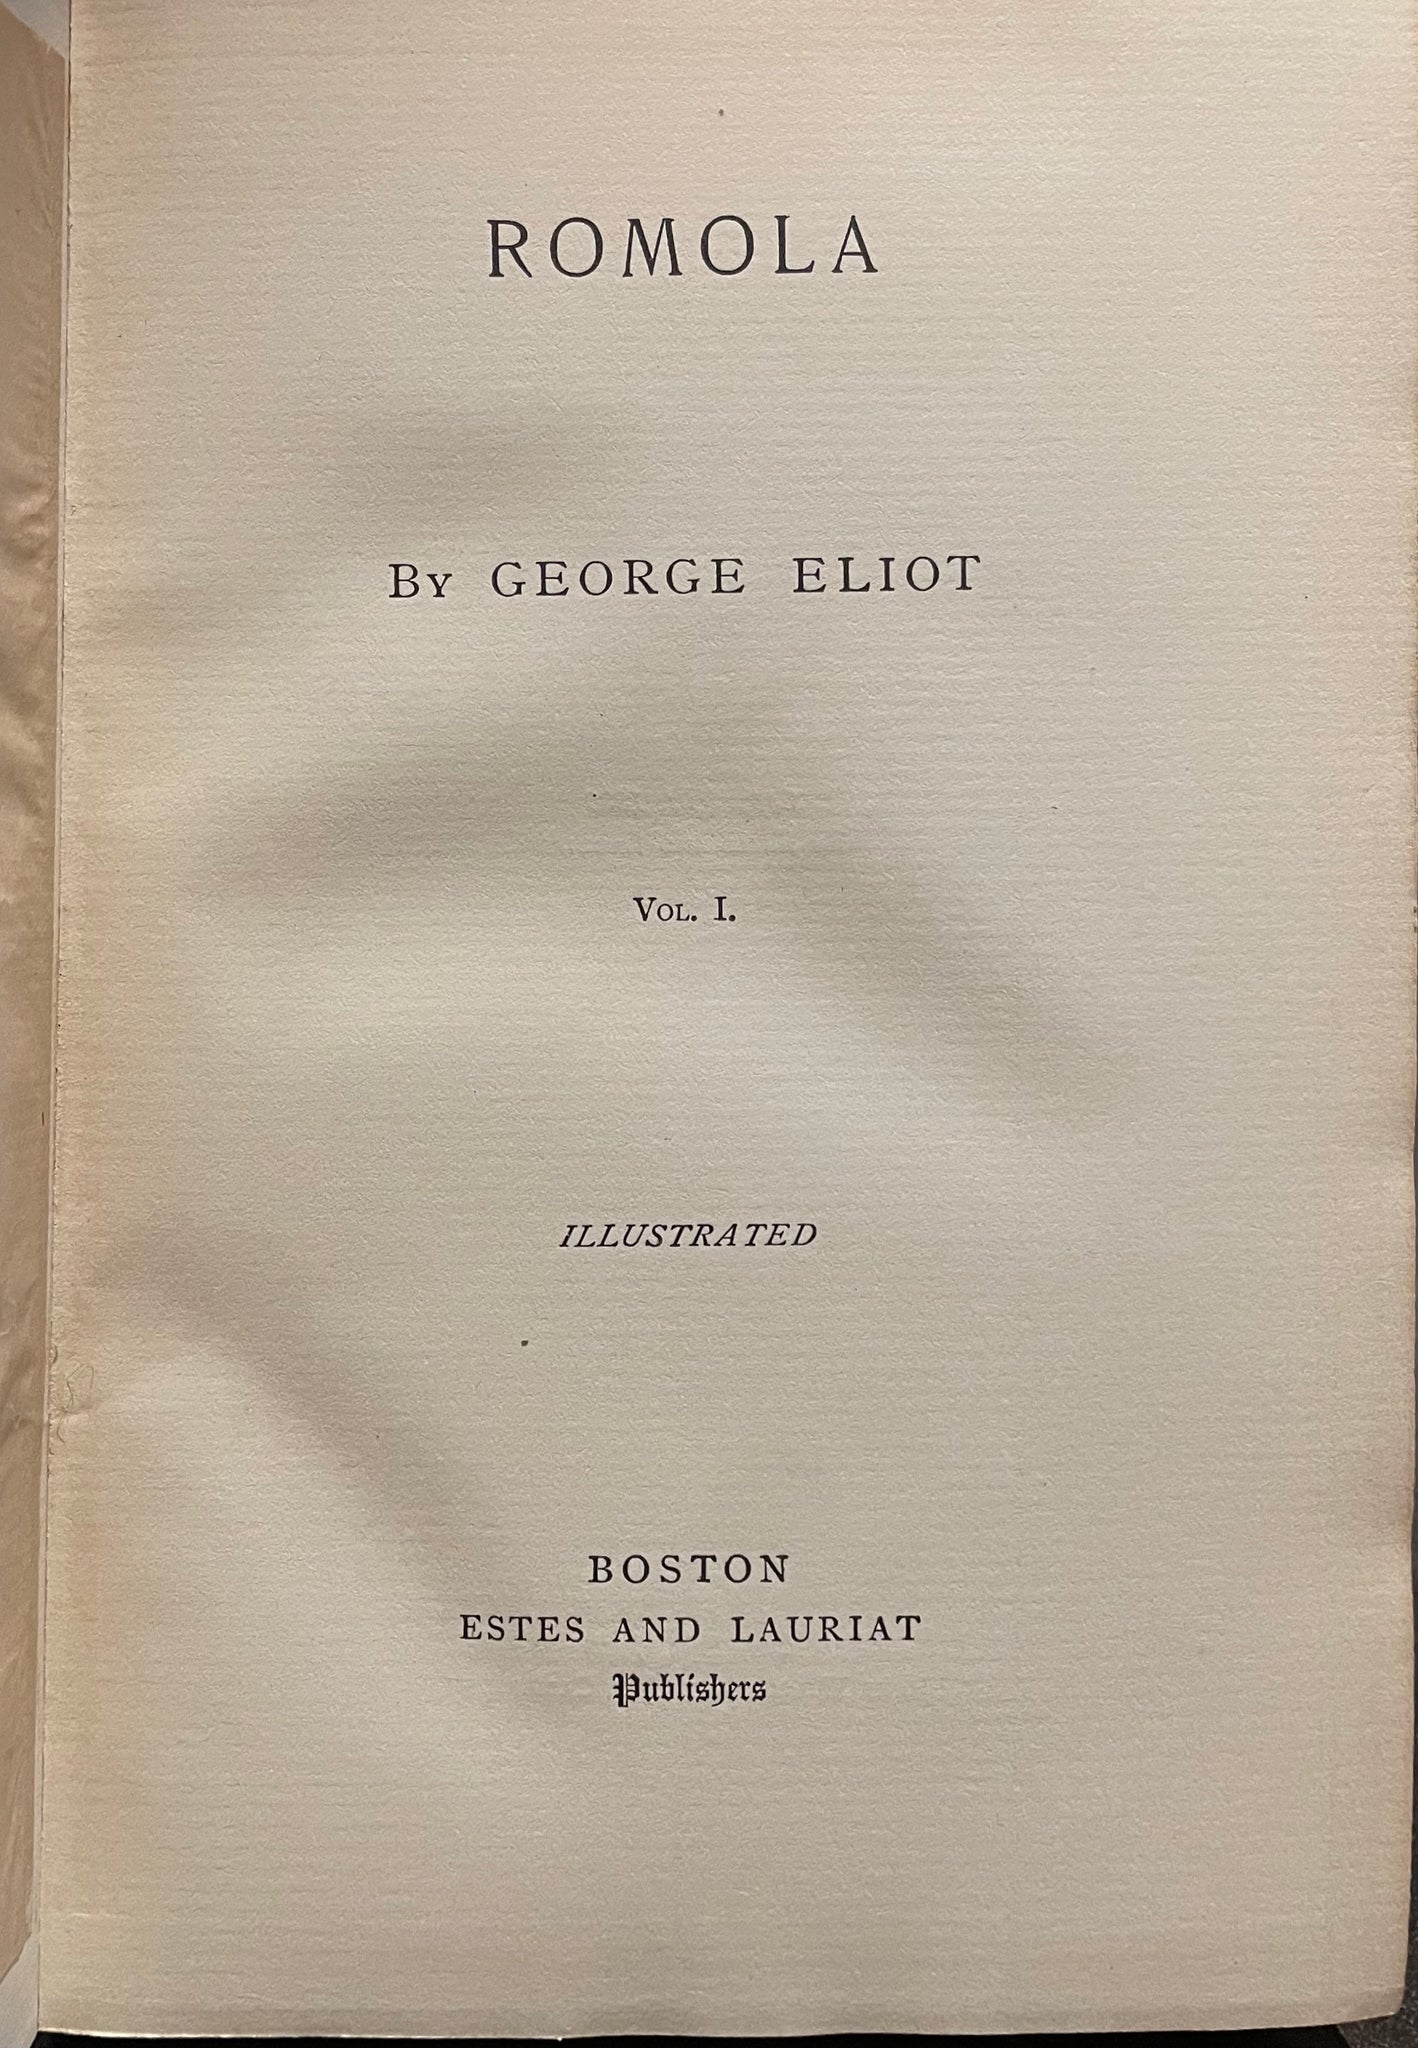 ROMOLA
By GEORGE ELIOT
Vol. I.
ILLUSTRATED
BOSTON
ESTES AND LAURIAT
Publishers